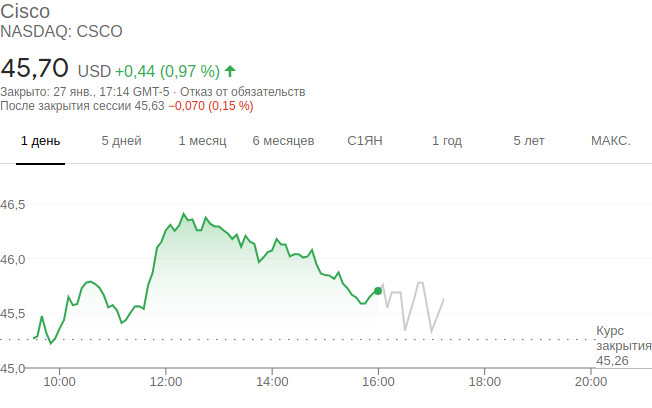 Cisco
NASDAQ: CSCO
45,70 USD +0,44 (0,97 %)
Закрыто: 27 янв., 17:14 GMT-5 · Отказ от обязательств
После закрытия сессии 45,63 −0,070 (0,15 %)
1 день 5 дней 1 месяц 6 месяцев С1ЯН 1 год 5 лет МАКС.
46,5
46,0
45,5
Курс
закрытия
45,26
45,0
10:00 12:00 14:00 16:00 18:00 20:00